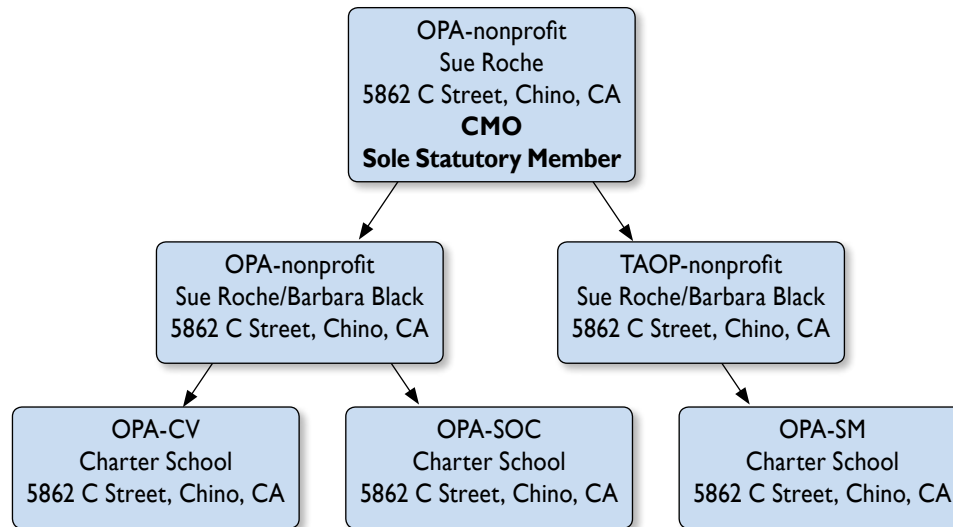 OPA-nonprofit
Sue Roche
5862 C Street, Chino, CA
CMO
Sole Statutory Member
OPA-nonprofit
Sue Roche/Barbara Black
5862 C Street, Chino, CA
TAOP-nonprofit
Sue Roche/Barbara Black
5862 C Street, Chino, CA
OPA-CV
Charter School
5862 C Street, Chino, CA
OPA-SOC
Charter School
5862 C Street, Chino, CA
OPA-SM
Charter School
5862 C Street, Chino, CA